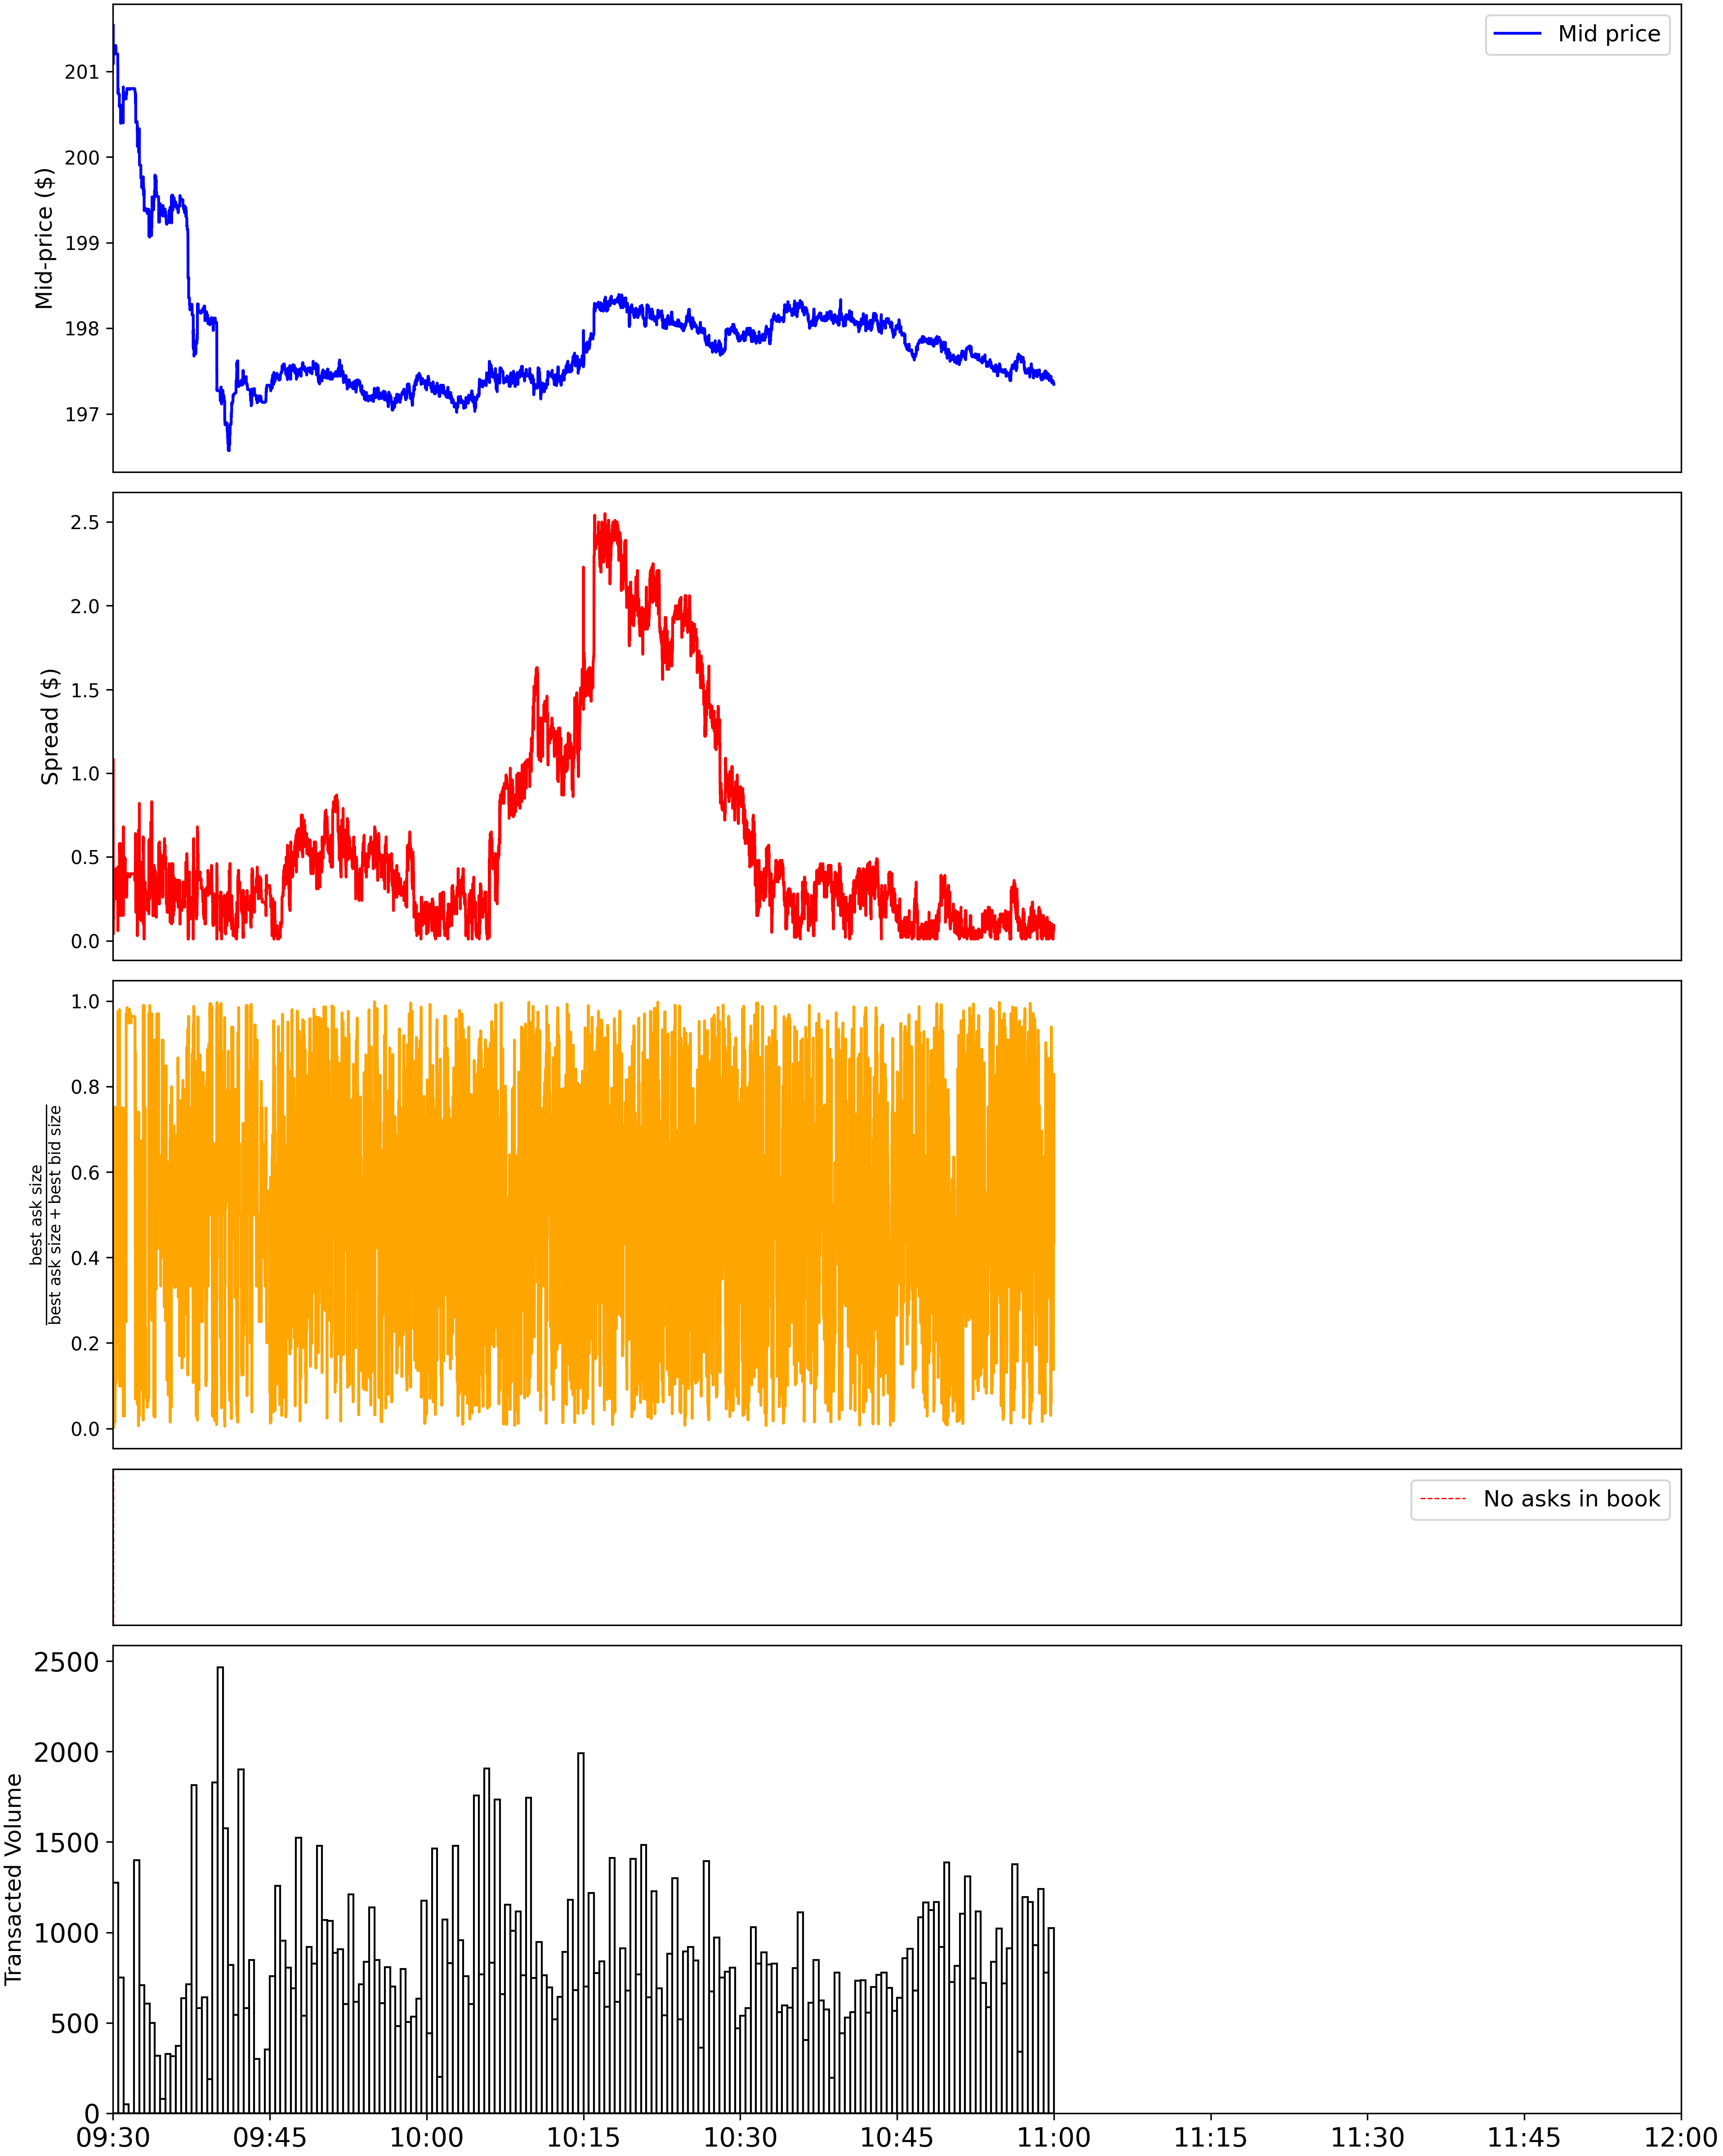 Mid price
201
200
199
198
197
Mid-price ($)
2.5
2.0
1.5
1.0
0.5
0.0
Spread ($)
1.0
0.8
0.6
0.4
0.2
0.0
best ask size
best ask size + best bid size
No asks in book
2500
2000
1500
1000
500
0
Transacted Volume
09:30 09:45 10:00 10:15 10:30 10:45 11:00 11:15 11:30 11:45 12:00